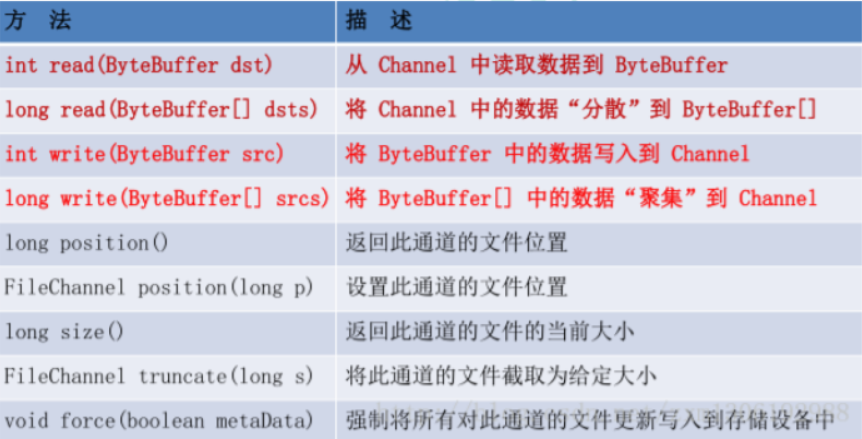 方 法 描 述
int read(ByteBuffer dst) 从 Channel 中读取数据到 ByteBuffer
long read(ByteBuffer[] dsts) 将 Channel 中的数据“分散”到 ByteBuffer[]
int write(ByteBuffer src) 将 ByteBuffer 中的数据写入到 Channel
long write(ByteBuffer[] srcs) 将 ByteBuffer[] 中的数据“聚集”到 Channel
long position() 返回此通道的文件位置
FileChannel position(long p) 设置此通道的文件位置
long size() 返回此通道的文件的当前大小
FileChannel truncate(long s) 将此通道的文件截取为给定大小
void force(boolean metaData) 强制将所有对此通道的文件更新写入到存储设备中